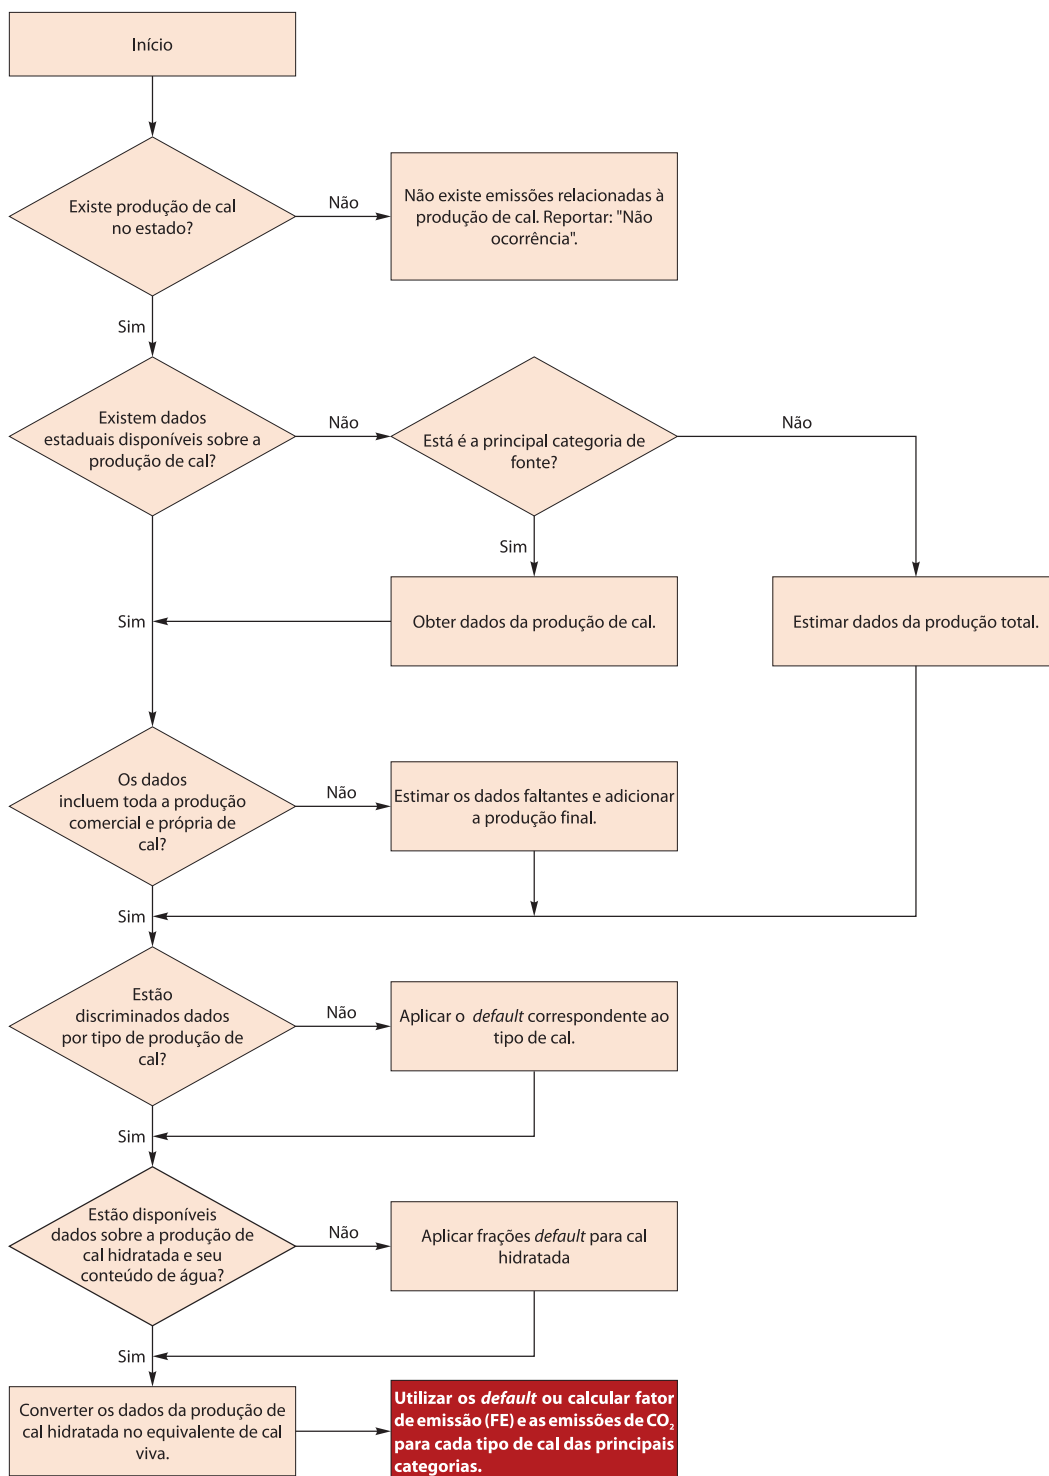 Início
Existe produção de cal
no estado?
Não
Não existe emissões relacionadas à
produção de cal. Reportar: "Não
ocorrência".
Sim
Existem dados
estaduais disponíveis sobre a
produção de cal?
Não
Está é a principal categoria de
fonte?
Não
Sim
Sim
Obter dados da produção de cal.
Estimar dados da produção total.
Os dados
incluem toda a produção
comercial e própria de
cal?
Não
Estimar os dados faltantes e adicionar
a produção final.
Sim
Estão
discriminados dados
por tipo de produção de
cal?
Não
Aplicar o default correspondente ao
tipo de cal.
Sim
Estão disponíveis
dados sobre a produção de
cal hidratada e seu
conteúdo de água?
Não
Aplicar frações default para cal
hidratada
Sim
Converter os dados da produção de
cal hidratada no equivalente de cal
viva.
Utilizar os default ou calcular fator
de emissão (FE) e as emissões de CO₂
para cada tipo de cal das principais
categorias.